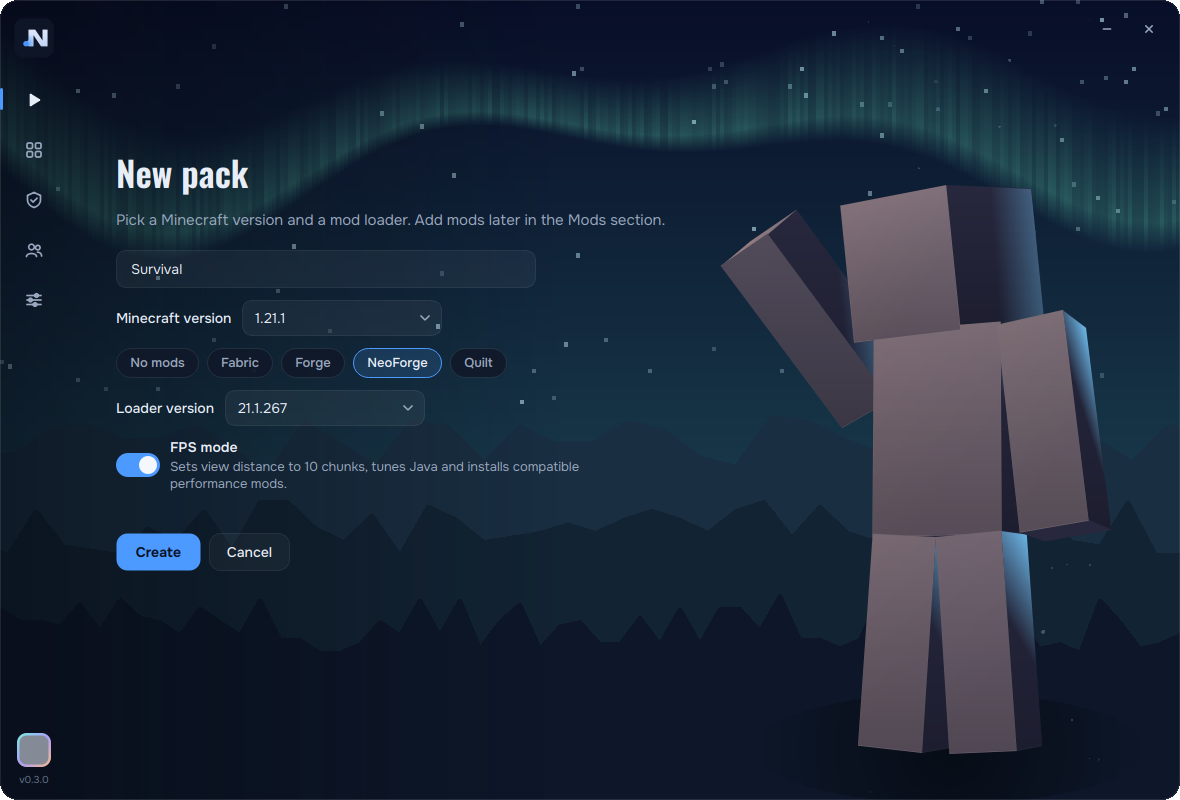 N
New pack
Pick a Minecraft version and a mod loader. Add mods later in the Mods section.
Survival
Minecraft version 1.21.1
No mods Fabric Forge NeoForge Quilt
Loader version 21.1.267
FPS mode
Sets view distance to 10 chunks, tunes Java and installs compatible
performance mods.
Create Cancel
v0.3.0